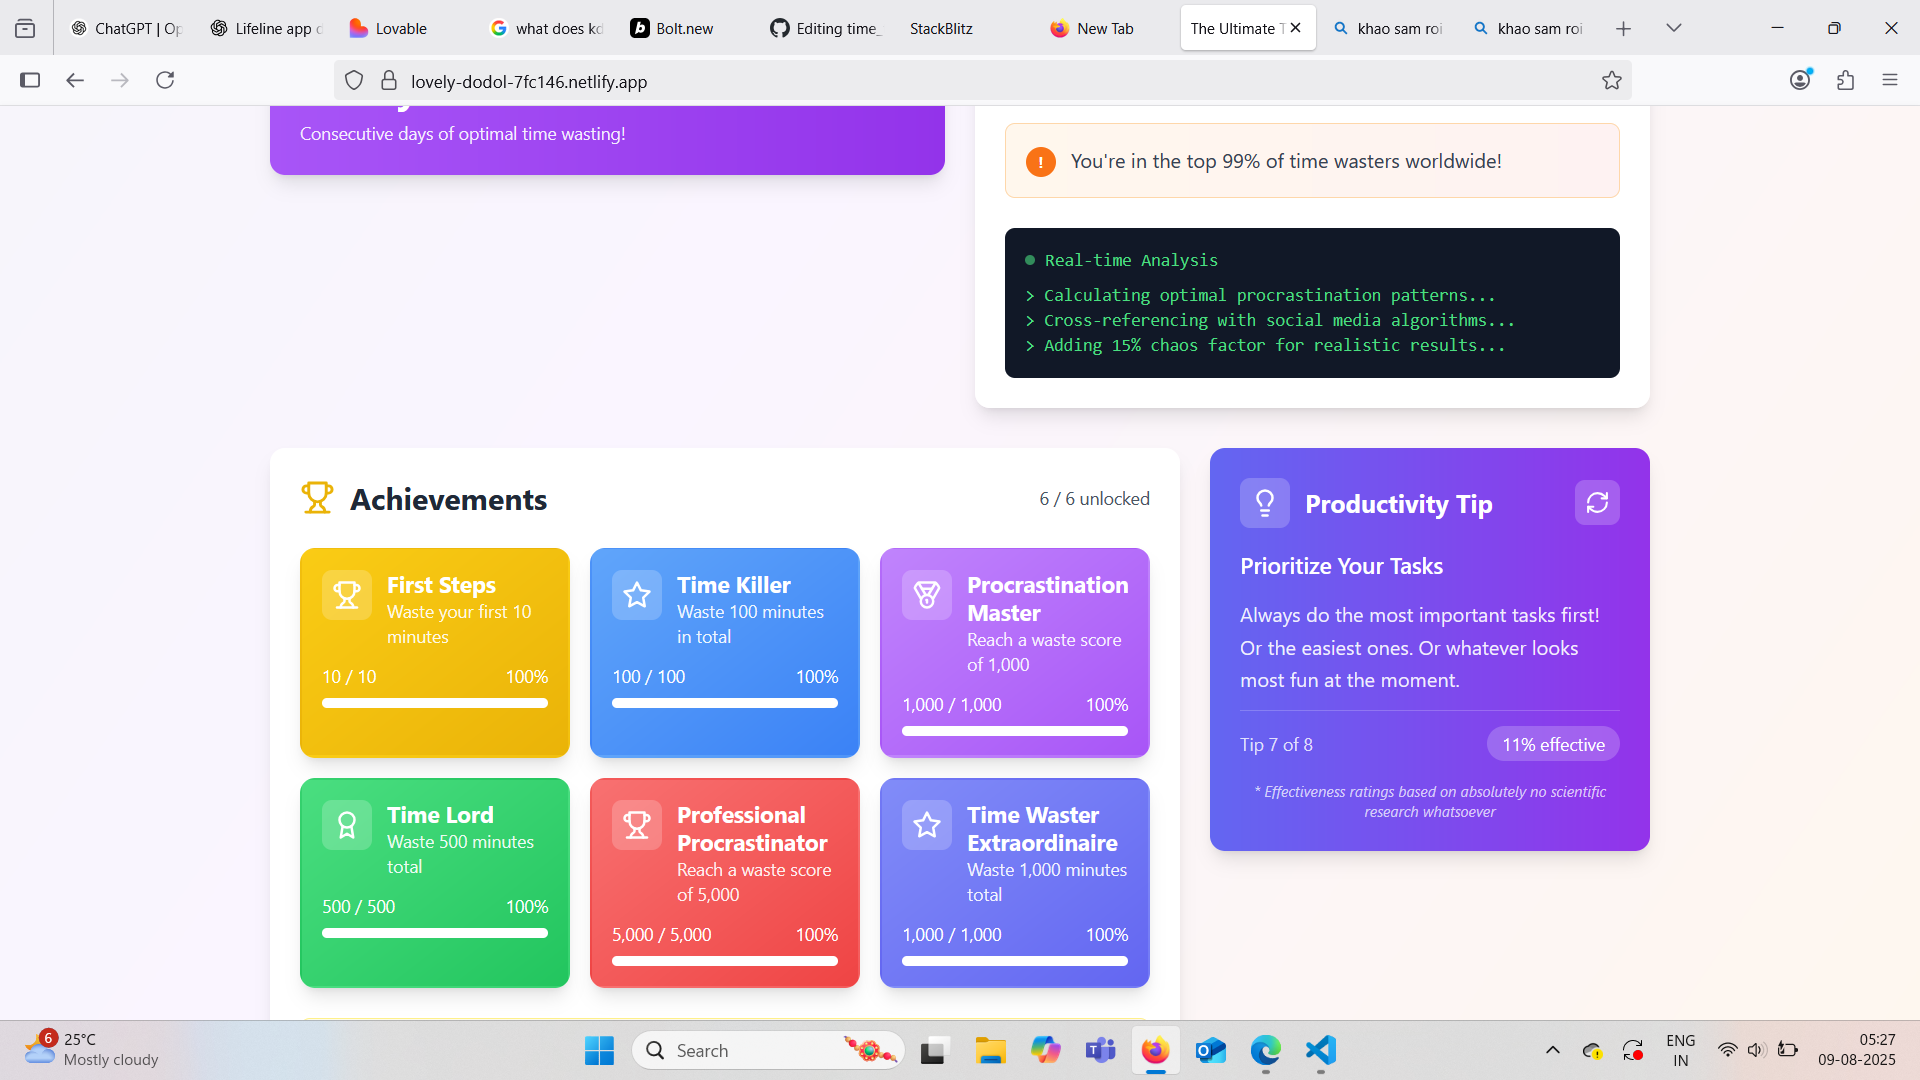 ChatGPT | Op
Lifeline app d
Lovable
what does kd
Bolt.new
Editing time_
StackBlitz
New Tab
The Ultimate T
khao sam roi
khao sam roi
lovely-dodol-7fc146.netlify.app
Consecutive days of optimal time wasting!
! You're in the top 99% of time wasters worldwide!
Real-time Analysis
> Calculating optimal procrastination patterns...
> Cross-referencing with social media algorithms...
> Adding 15% chaos factor for realistic results...
Achievements
6 / 6 unlocked
First Steps
Waste your first 10
minutes
10 / 10 100%
Time Killer
Waste 100 minutes
in total
100 / 100 100%
Procrastination
Master
Reach a waste score
of 1,000
1,000 / 1,000 100%
Time Lord
Waste 500 minutes
total
500 / 500 100%
Professional
Procrastinator
Reach a waste score
of 5,000
5,000 / 5,000 100%
Time Waster
Extraordinaire
Waste 1,000 minutes
total
1,000 / 1,000 100%
Productivity Tip
Prioritize Your Tasks
Always do the most important tasks first!
Or the easiest ones. Or whatever looks
most fun at the moment.
Tip 7 of 8
11% effective
* Effectiveness ratings based on absolutely no scientific
research whatsoever
6
25°C
Mostly cloudy
Search
ENG
IN
05:27
09-08-2025